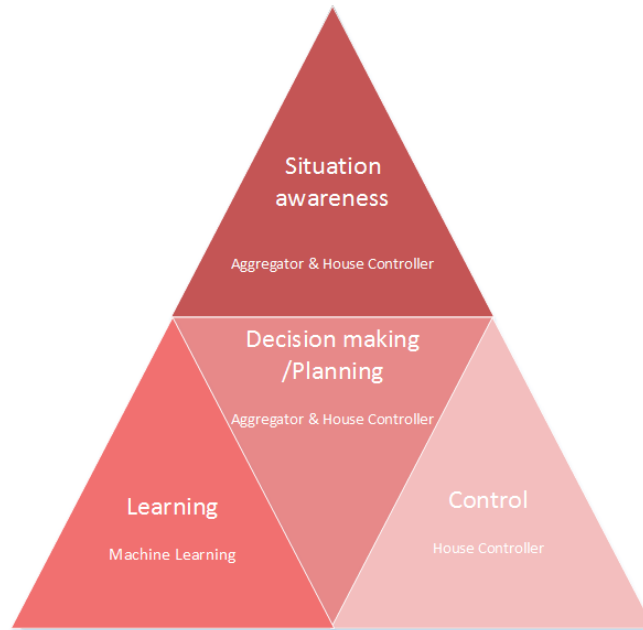 Situation
awareness
Aggregator & House Controller
Decision making
/Planning
Aggregator & House Controller
Learning
Machine Learning
Control
House Controller